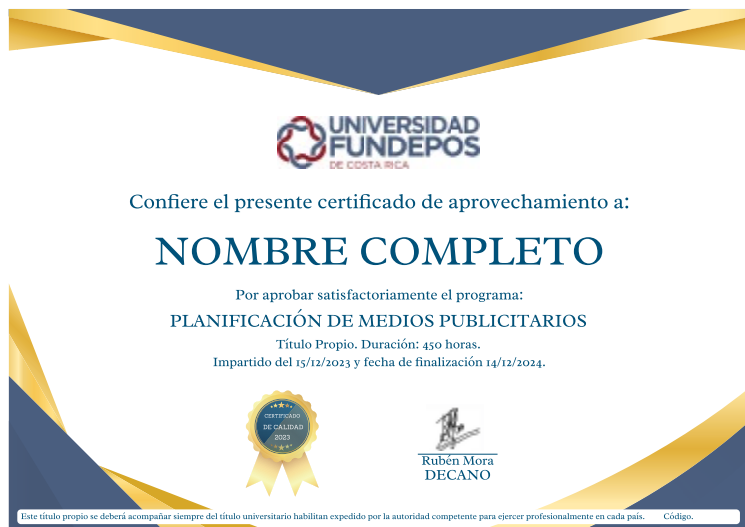 UNIVERSIDAD
FUNDEPOS
DE COSTA RICA
Confiere el presente certificado de aprovechamiento a:
NOMBRE COMPLETO
Por aprobar satisfactoriamente el programa:
PLANIFICACIÓN DE MEDIOS PUBLICITARIOS
Título Propio. Duración: 450 horas.
Impartido del 15/12/2023 y fecha de finalización 14/12/2024.
CERTIFICADO
DE CALIDAD
2023
Rubén Mora
DECANO
Este título propio se deberá acompañar siempre del título universitario habilitan expedido por la autoridad competente para ejercer profesionalmente en cada país. Código.